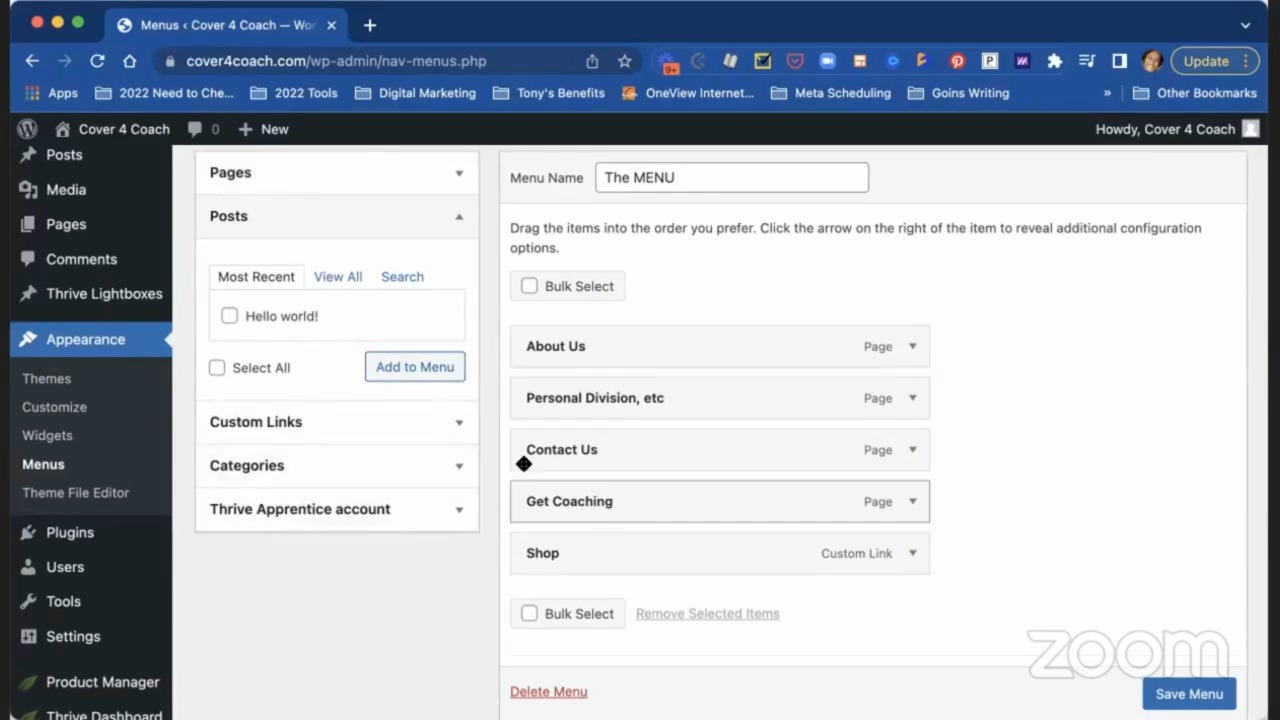 Menus ‹ Cover 4 Coach — Wor
cover4coach.com/wp-admin/nav-menus.php
9+
Update
Apps
2022 Need to Che...
2022 Tools
Digital Marketing
Tony's Benefits
OneView Internet...
Meta Scheduling
Goins Writing
»
Other Bookmarks
Cover 4 Coach
0
New
Howdy, Cover 4 Coach
Posts
Media
Pages
Comments
Thrive Lightboxes
Appearance
Themes
Customize
Widgets
Menus
Theme File Editor
Plugins
Users
Tools
Settings
Product Manager
Thrive Dashboard
Pages
Posts
Most Recent
View All
Search
Hello world!
Select All
Add to Menu
Custom Links
Categories
Thrive Apprentice account
Menu Name
The MENU
Drag the items into the order you prefer. Click the arrow on the right of the item to reveal additional configuration
options.
Bulk Select
About Us
Page
Personal Division, etc
Page
Contact Us
Page
Get Coaching
Page
Shop
Custom Link
Bulk Select
Remove Selected Items
Delete Menu
Save Menu
zoom